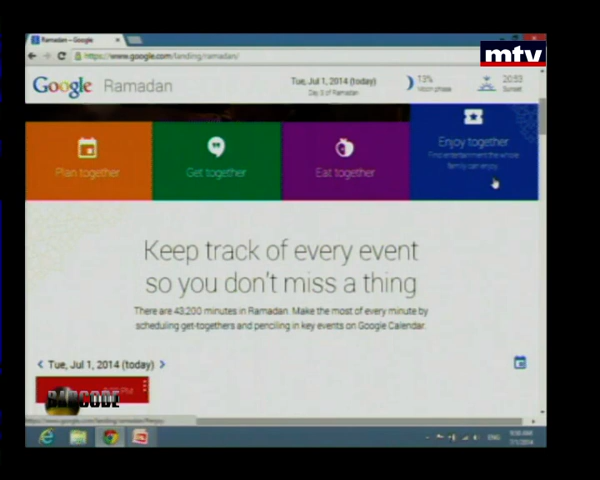 Ramadan – Google
https://www.google.com/landing/ramadan/
mtv
Google Ramadan
Tue, Jul 1, 2014 (today)
Day 3 of Ramadan
13%
Moon phase
20:53
Sunset
Plan together
Get together
Eat together
Enjoy together
Find entertainment the whole
family can enjoy.
Keep track of every event
so you don't miss a thing
There are 43,200 minutes in Ramadan. Make the most of every minute by
scheduling get-togethers and penciling in key events on Google Calendar.
Tue, Jul 1, 2014 (today)
BARCODE
ENG
7/1/2014